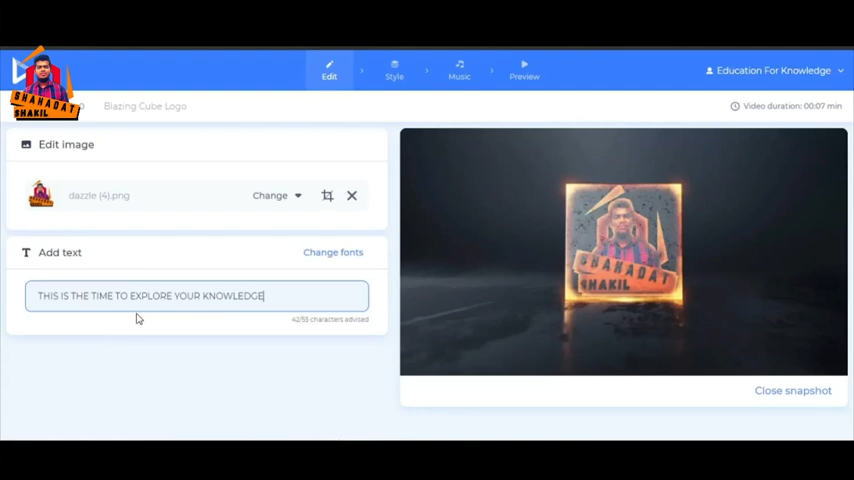 Edit
Style
Music
Preview
Education For Knowledge
SHAHADAT
SHAKIL
Blazing Cube Logo
Video duration: 00:07 min
Edit image
dazzle (4).png
Change
Add text
Change fonts
THIS IS THE TIME TO EXPLORE YOUR KNOWLEDGE
42/55 characters advised
SHAHADAT
SHAKIL
Close snapshot